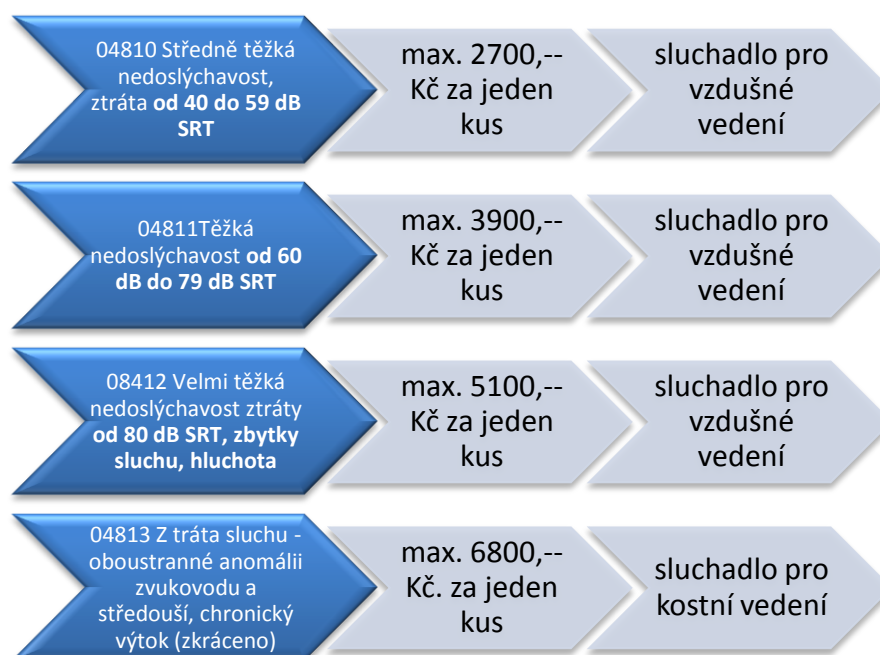 04810 Středně těžká
nedoslýchavost,
ztráta od 40 do 59 dB
SRT
max. 2700,--
Kč za jeden
kus
sluchadlo pro
vzdušné
vedení
04811Těžká
nedoslýchavost od 60
dB do 79 dB SRT
max. 3900,--
Kč za jeden
kus
sluchadlo pro
vzdušné
vedení
08412 Velmi těžká
nedoslýchavost ztráty
od 80 dB SRT, zbytky
sluchu, hluchota
max. 5100,--
Kč za jeden
kus
sluchadlo pro
vzdušné
vedení
04813 Z tráta sluchu -
oboustranné anomálii
zvukovodu a
středouší, chronický
výtok (zkráceno)
max. 6800,--
Kč. za jeden
kus
sluchadlo pro
kostní vedení